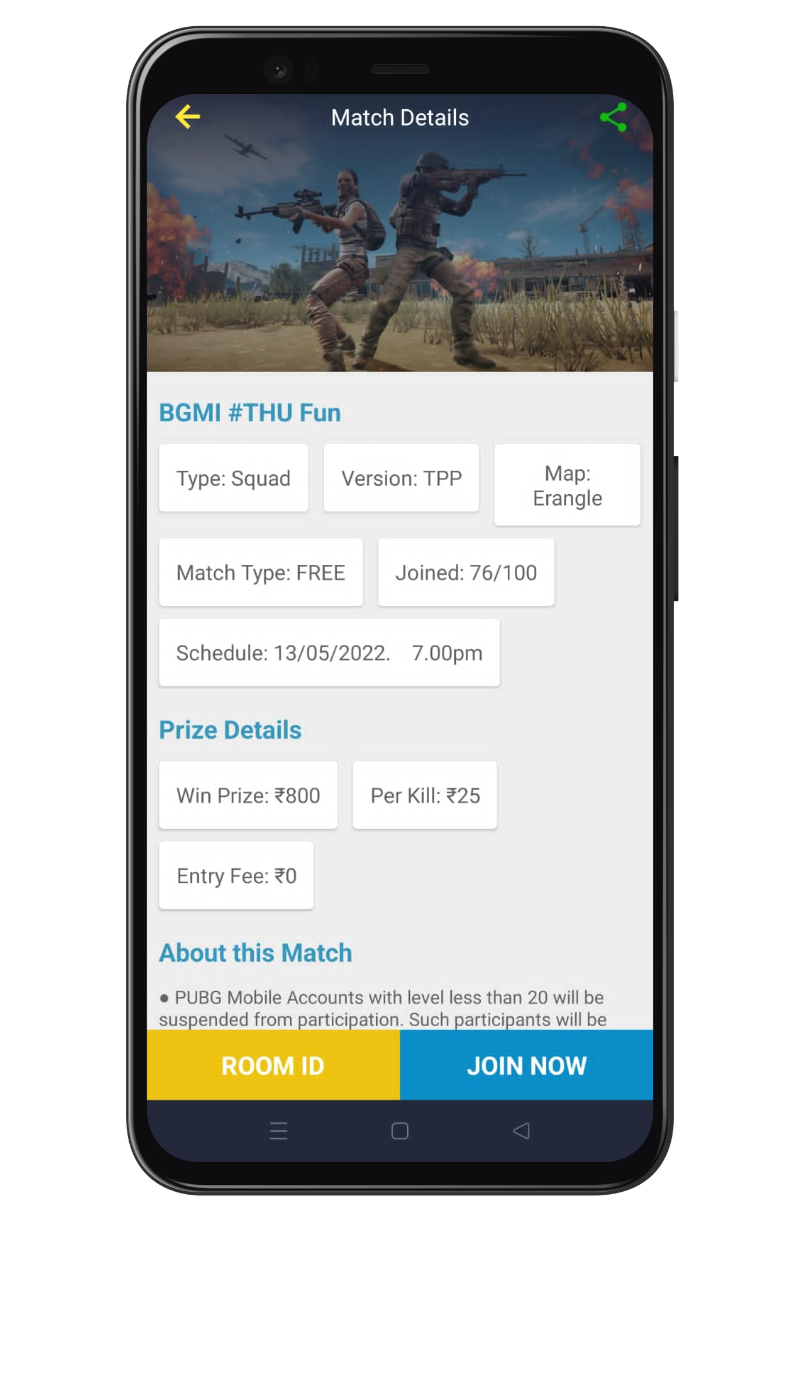 Match Details
BGMI #THU Fun
Type: Squad
Version: TPP
Map:
Erangle
Match Type: FREE
Joined: 76/100
Schedule: 13/05/2022. 7.00pm
Prize Details
Win Prize: ₹800
Per Kill: ₹25
Entry Fee: ₹0
About this Match
● PUBG Mobile Accounts with level less than 20 will be
suspended from participation. Such participants will be
ROOM ID
JOIN NOW